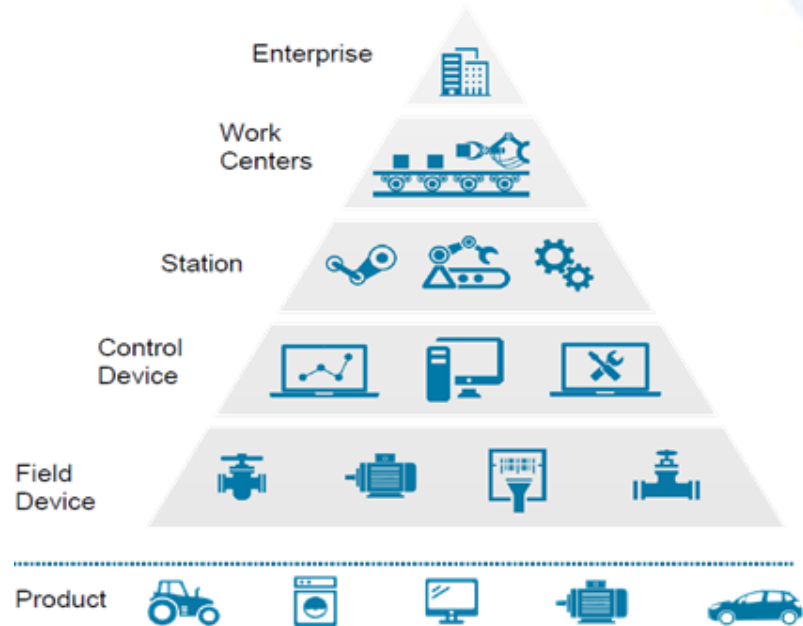 Enterprise
Work
Centers
Station
Control
Device
Field
Device
Product